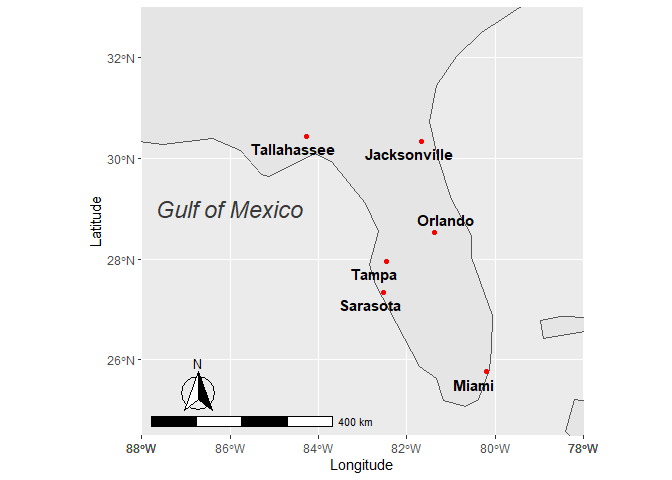 32°N
Tallahassee
30°N
Jacksonville
Gulf of Mexico
Latitude
Orlando
28°N
Tampa
Sarasota
26°N
N
Miami
400 km
88°W
86°W
84°W
82°W
80°W
78°W
Longitude